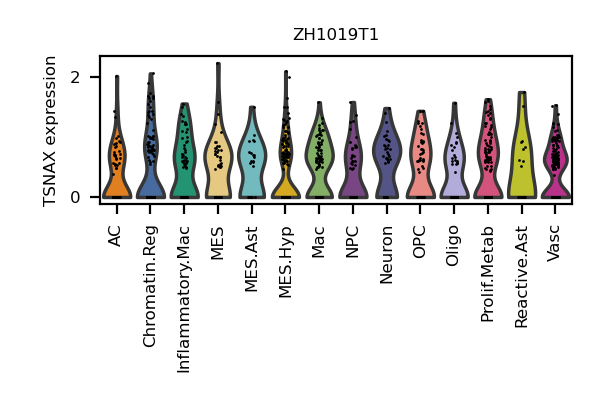 ZH1019T1
TSNAX expression
2
0
AC
Chromatin.Reg
Inflammatory.Mac
MES
MES.Ast
MES.Hyp
Mac
NPC
Neuron
OPC
Oligo
Prolif.Metab
Reactive.Ast
Vasc